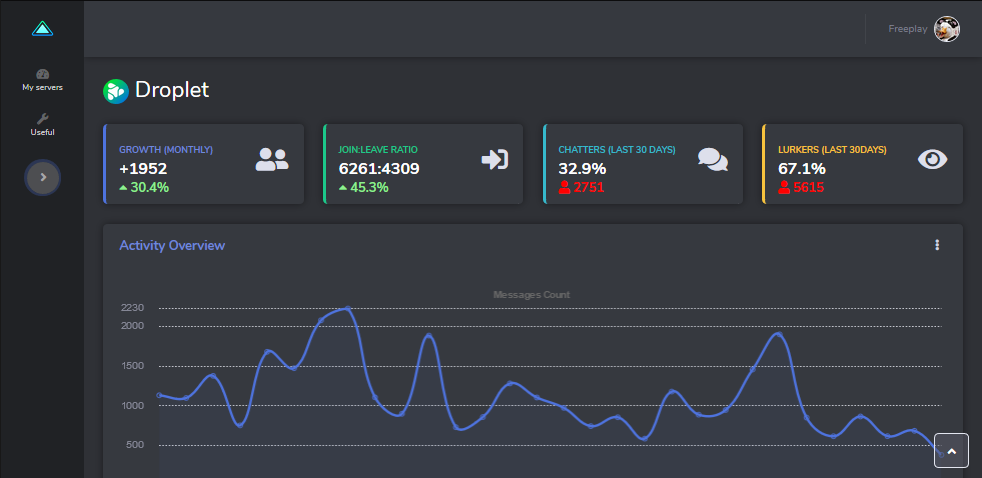 Freeplay
My servers
Useful
Droplet
GROWTH (MONTHLY)
+1952
30.4%
JOIN:LEAVE RATIO
6261:4309
45.3%
CHATTERS (LAST 30 DAYS)
32.9%
2751
LURKERS (LAST 30DAYS)
67.1%
5615
Activity Overview
Messages Count
2230
2000
1500
1000
500